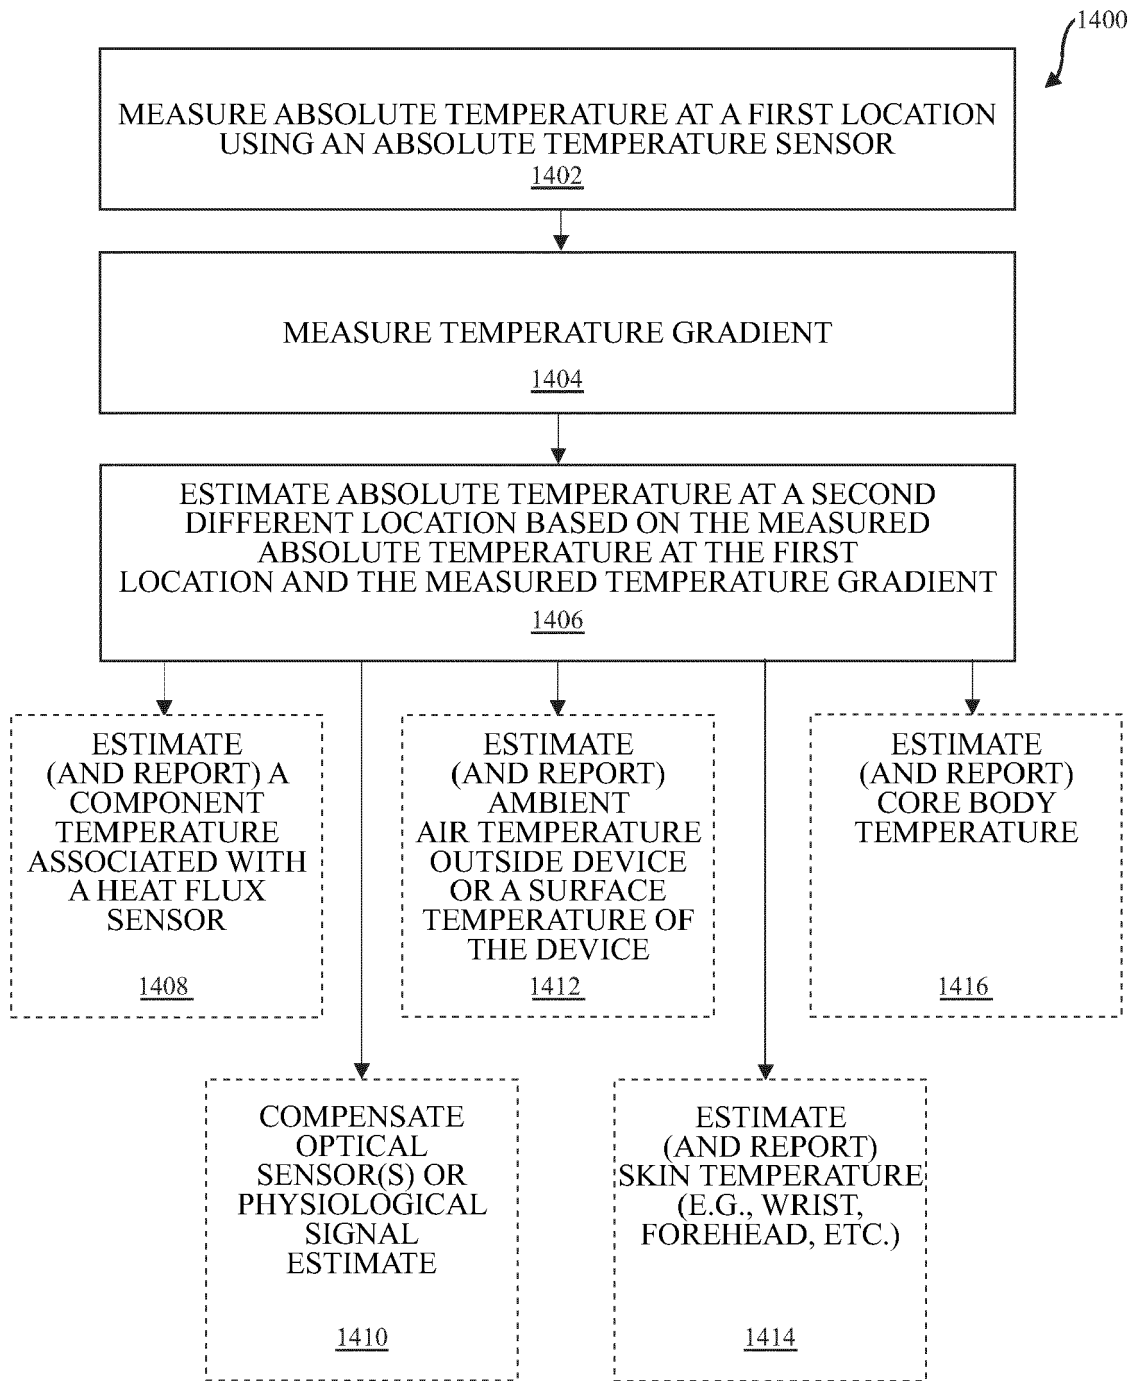 1400
MEASURE ABSOLUTE TEMPERATURE AT A FIRST LOCATION
USING AN ABSOLUTE TEMPERATURE SENSOR
1402
MEASURE TEMPERATURE GRADIENT
1404
ESTIMATE ABSOLUTE TEMPERATURE AT A SECOND
DIFFERENT LOCATION BASED ON THE MEASURED
ABSOLUTE TEMPERATURE AT THE FIRST
LOCATION AND THE MEASURED TEMPERATURE GRADIENT
1406
ESTIMATE
(AND REPORT) A
COMPONENT
TEMPERATURE
ASSOCIATED WITH
A HEAT FLUX
SENSOR
1408
ESTIMATE
(AND REPORT)
AMBIENT
AIR TEMPERATURE
OUTSIDE DEVICE
OR A SURFACE
TEMPERATURE OF
THE DEVICE
1412
ESTIMATE
(AND REPORT)
CORE BODY
TEMPERATURE
1416
COMPENSATE
OPTICAL
SENSOR(S) OR
PHYSIOLOGICAL
SIGNAL
ESTIMATE
1410
ESTIMATE
(AND REPORT)
SKIN TEMPERATURE
(E.G., WRIST,
FOREHEAD, ETC.)
1414